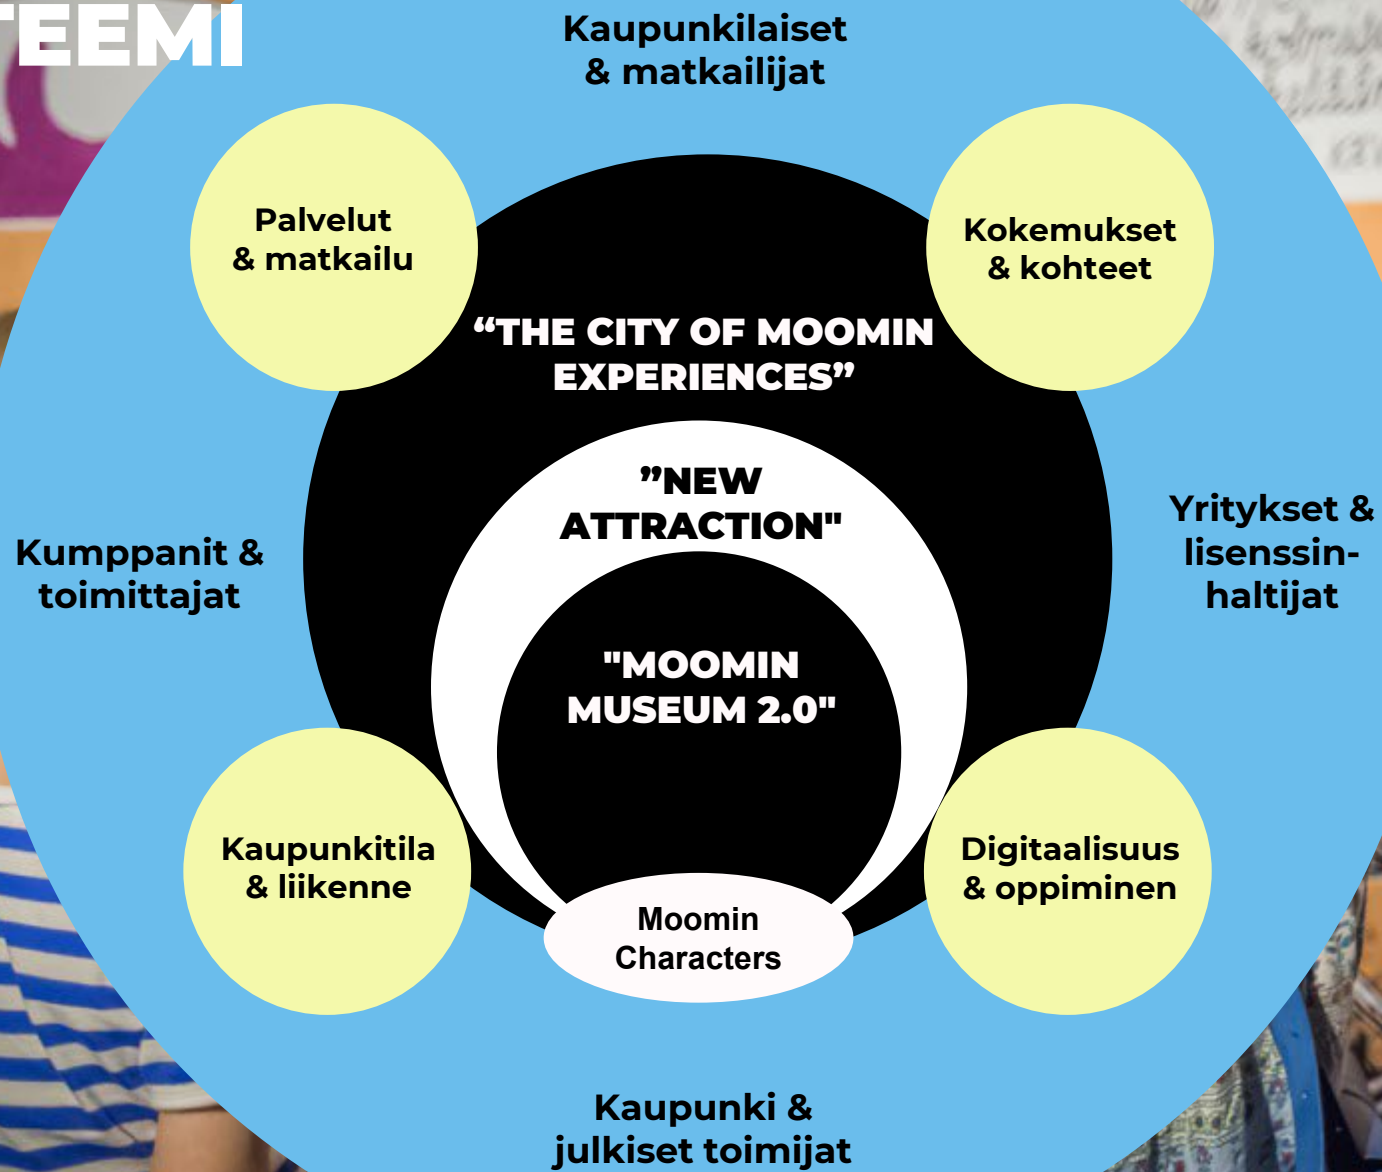 TEEMI
Kaupunkilaiset
& matkailijat
Palvelut
& matkailu
Kokemukset
& kohteet
“THE CITY OF MOOMIN
EXPERIENCES”
”NEW
ATTRACTION"
Kumppanit &
toimittajat
Yritykset &
lisenssin-
haltijat
"MOOMIN
MUSEUM 2.0"
Kaupunkitila
& liikenne
Digitaalisuus
& oppiminen
Moomin
Characters
Kaupunki &
julkiset toimijat